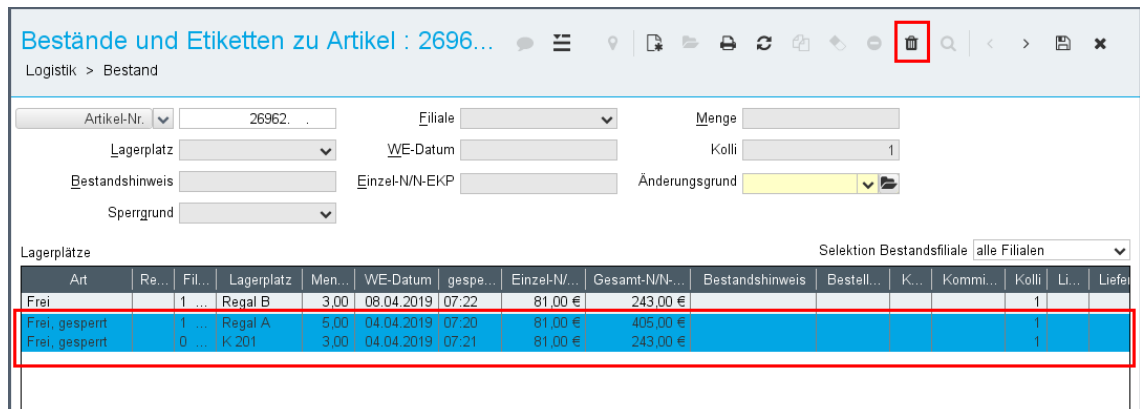 Bestände und Etiketten zu Artikel : 2696...
Logistik > Bestand
Artikel-Nr. 26962. . Filiale Menge
Lagerplatz WE-Datum Kolli 1
Bestandshinweis Einzel-N/N-EKP Änderungsgrund
Sperrgrund
Lagerplätze Selektion Bestandsfiliale alle Filialen
Art Re... Fil... Lagerplatz Men... WE-Datum gespe... Einzel-N/... Gesamt-N/N-... Bestandshinweis Bestell... K... Kommi... Kolli Li... Liefer
Frei 1 ... Regal B 3,00 08.04.2019 07:22 81,00 € 243,00 € 1
Frei, gesperrt 1 ... Regal A 5,00 04.04.2019 07:20 81,00 € 405,00 € 1
Frei, gesperrt 0 ... K 201 3,00 04.04.2019 07:21 81,00 € 243,00 € 1